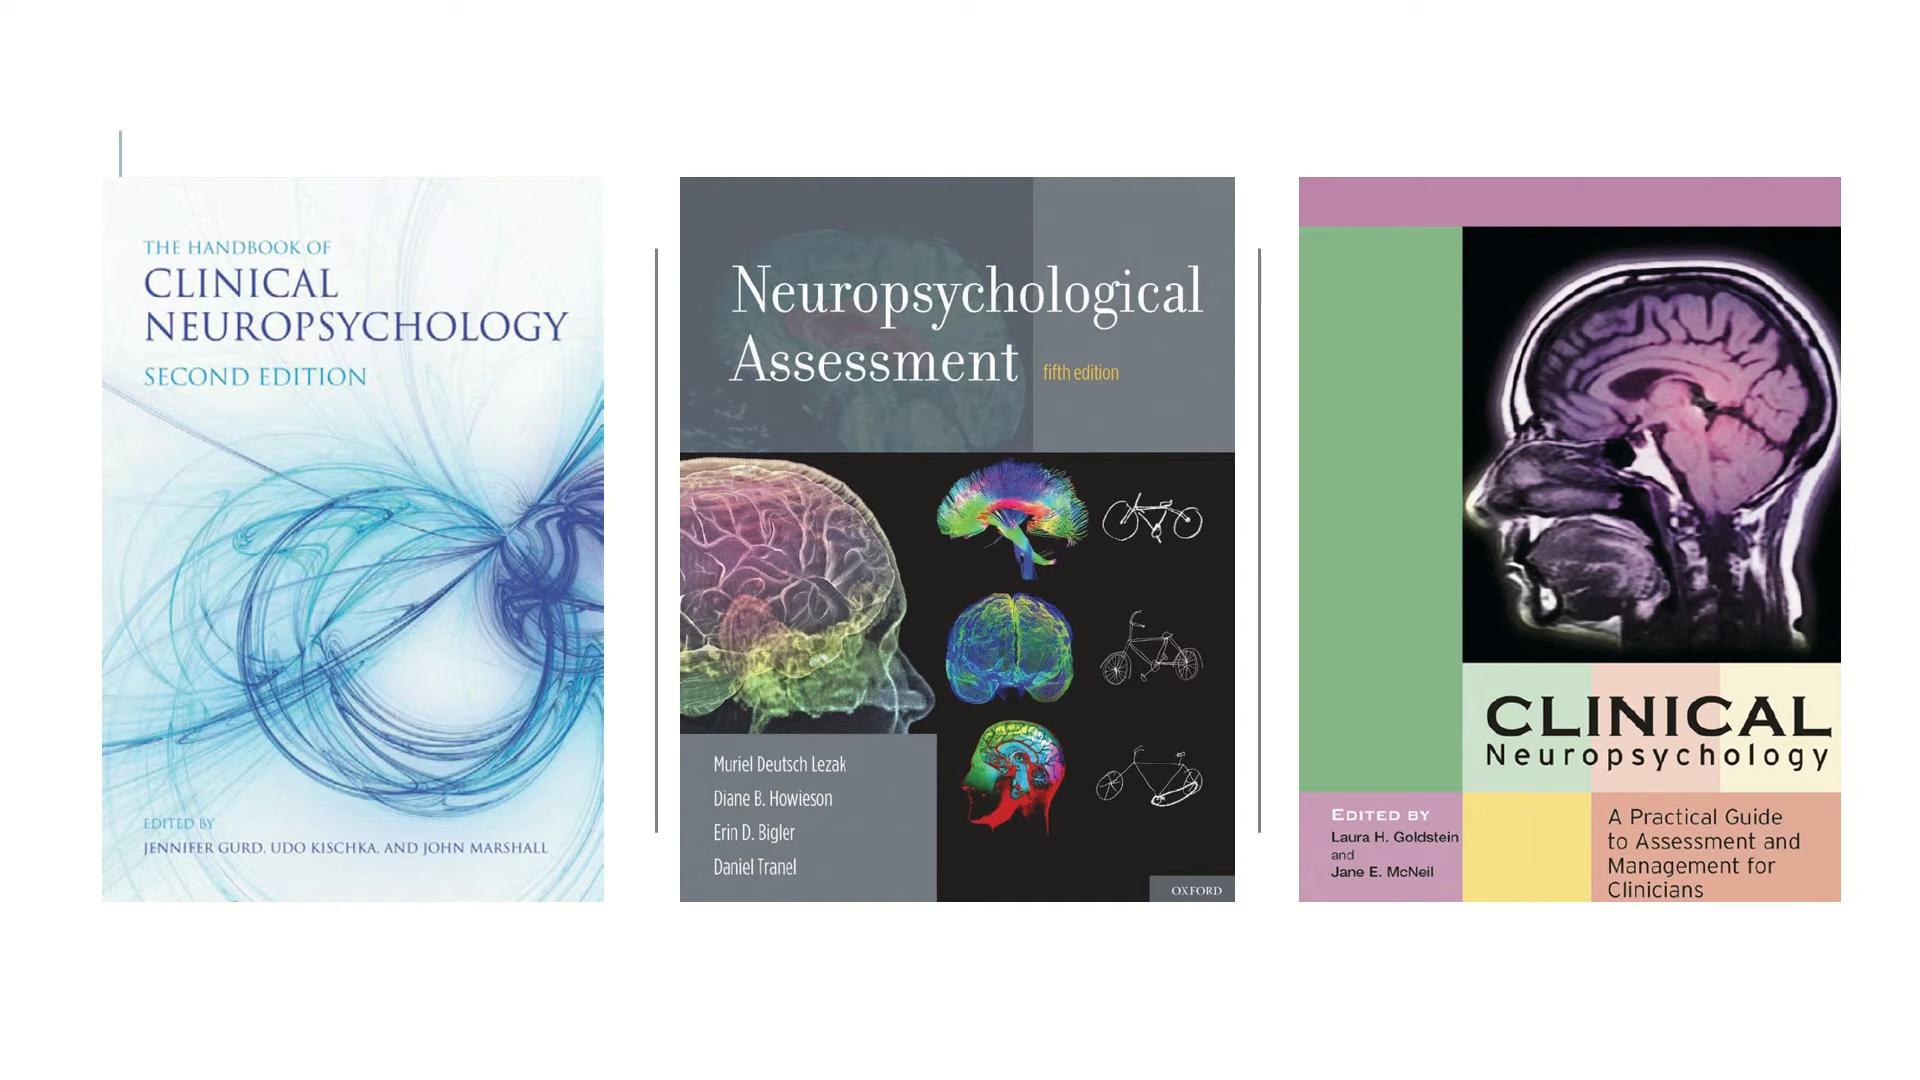 THE HANDBOOK OF
CLINICAL
NEUROPSYCHOLOGY
SECOND EDITION
EDITED BY
JENNIFER GURD, UDO KISCHKA, AND JOHN MARSHALL
Neuropsychological
Assessment fifth edition
Muriel Deutsch Lezak
Diane B. Howieson
Erin D. Bigler
Daniel Tranel
OXFORD
CLINICAL
Neuropsychology
EDITED BY
Laura H. Goldstein
and
Jane E. McNeil
A Practical Guide
to Assessment and
Management for
Clinicians